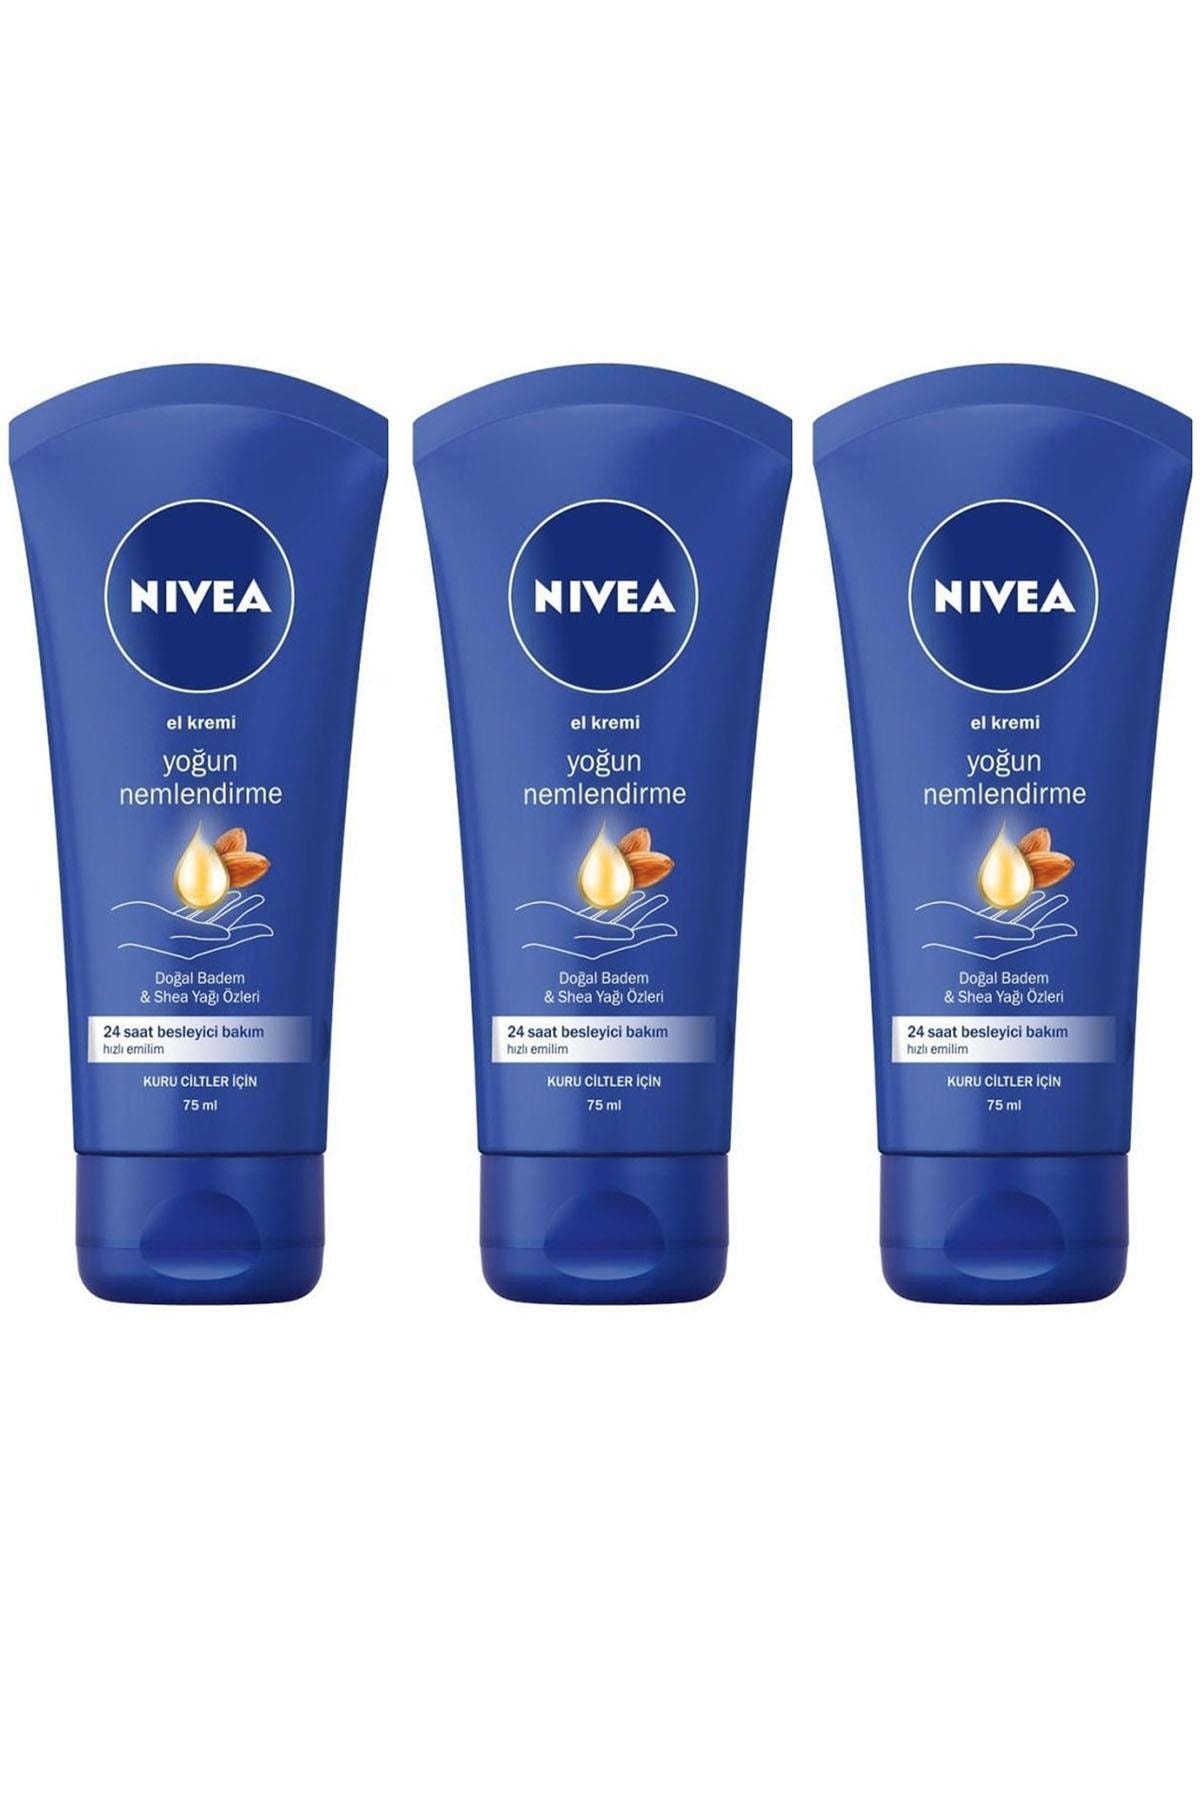 NIVEA
el kremi
yoğun
nemlendirme
Doğal Badem
& Shea Yağı Özleri
24 saat besleyici bakım
hızlı emilim
KURU CİLTLER İÇİN
75 ml
NIVEA
el kremi
yoğun
nemlendirme
Doğal Badem
& Shea Yağı Özleri
24 saat besleyici bakım
hızlı emilim
KURU CİLTLER İÇİN
75 ml
NIVEA
el kremi
yoğun
nemlendirme
Doğal Badem
& Shea Yağı Özleri
24 saat besleyici bakım
hızlı emilim
KURU CİLTLER İÇİN
75 ml